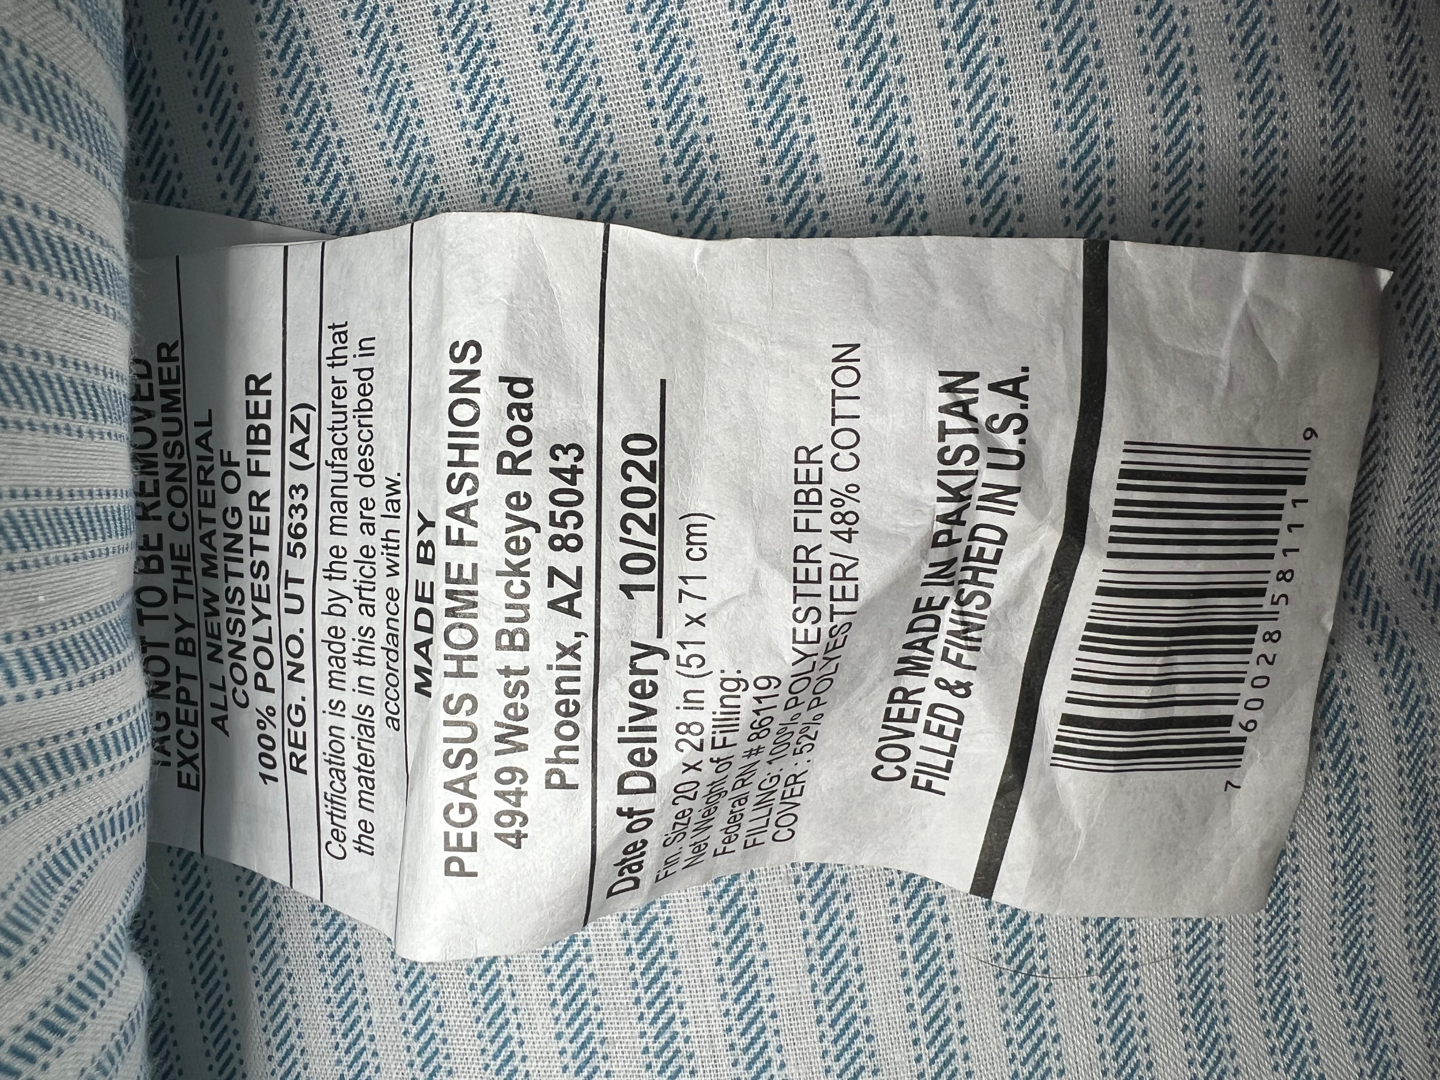 TAG NOT TO BE REMOVED
EXCEPT BY THE CONSUMER
ALL NEW MATERIAL
CONSISTING OF
100% POLYESTER FIBER
REG. NO. UT 5633 (AZ)
Certification is made by the manufacturer that
the materials in this article are described in
accordance with law.
MADE BY
PEGASUS HOME FASHIONS
4949 West Buckeye Road
Phoenix, AZ 85043
Date of Delivery 10/2020
Fin. Size 20 x 28 in (51 x 71 cm)
Net Weight of Filling:
Federal RN # 86119
FILLING: 100% POLYESTER FIBER
COVER : 52% POLYESTER/ 48% COTTON
COVER MADE IN PAKISTAN
FILLED & FINISHED IN U.S.A.
7 60028 58111 9